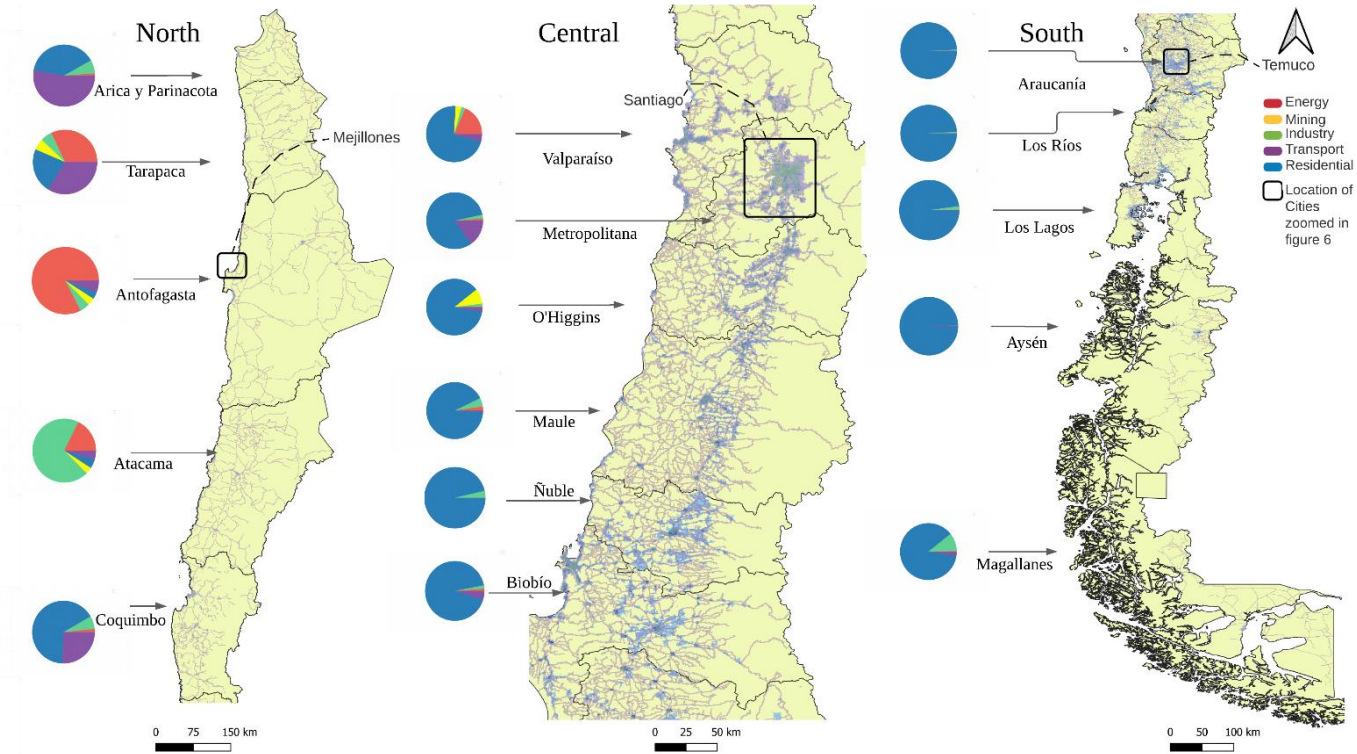 North
Arica y Parinacota
Mejillones
Tarapaca
Antofagasta
Atacama
Coquimbo
0 75 150 km
Central
Santiago
Valparaíso
Metropolitana
O'Higgins
Maule
Ñuble
Biobío
0 25 50 km
South
Araucanía
Temuco
Los Ríos
Los Lagos
Aysén
Magallanes
Energy
Mining
Industry
Transport
Residential
Location of
Cities
zoomed in
figure 6
0 50 100 km